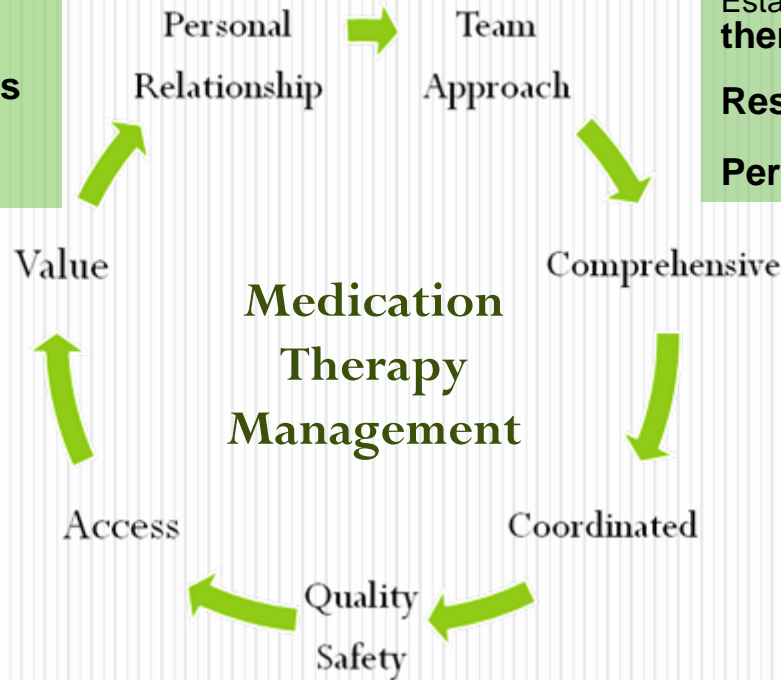 s
Personal
Relationship
Team
Approach
Comprehensive
Coordinated
Quality
Safety
Access
Value
Medication
Therapy
Management